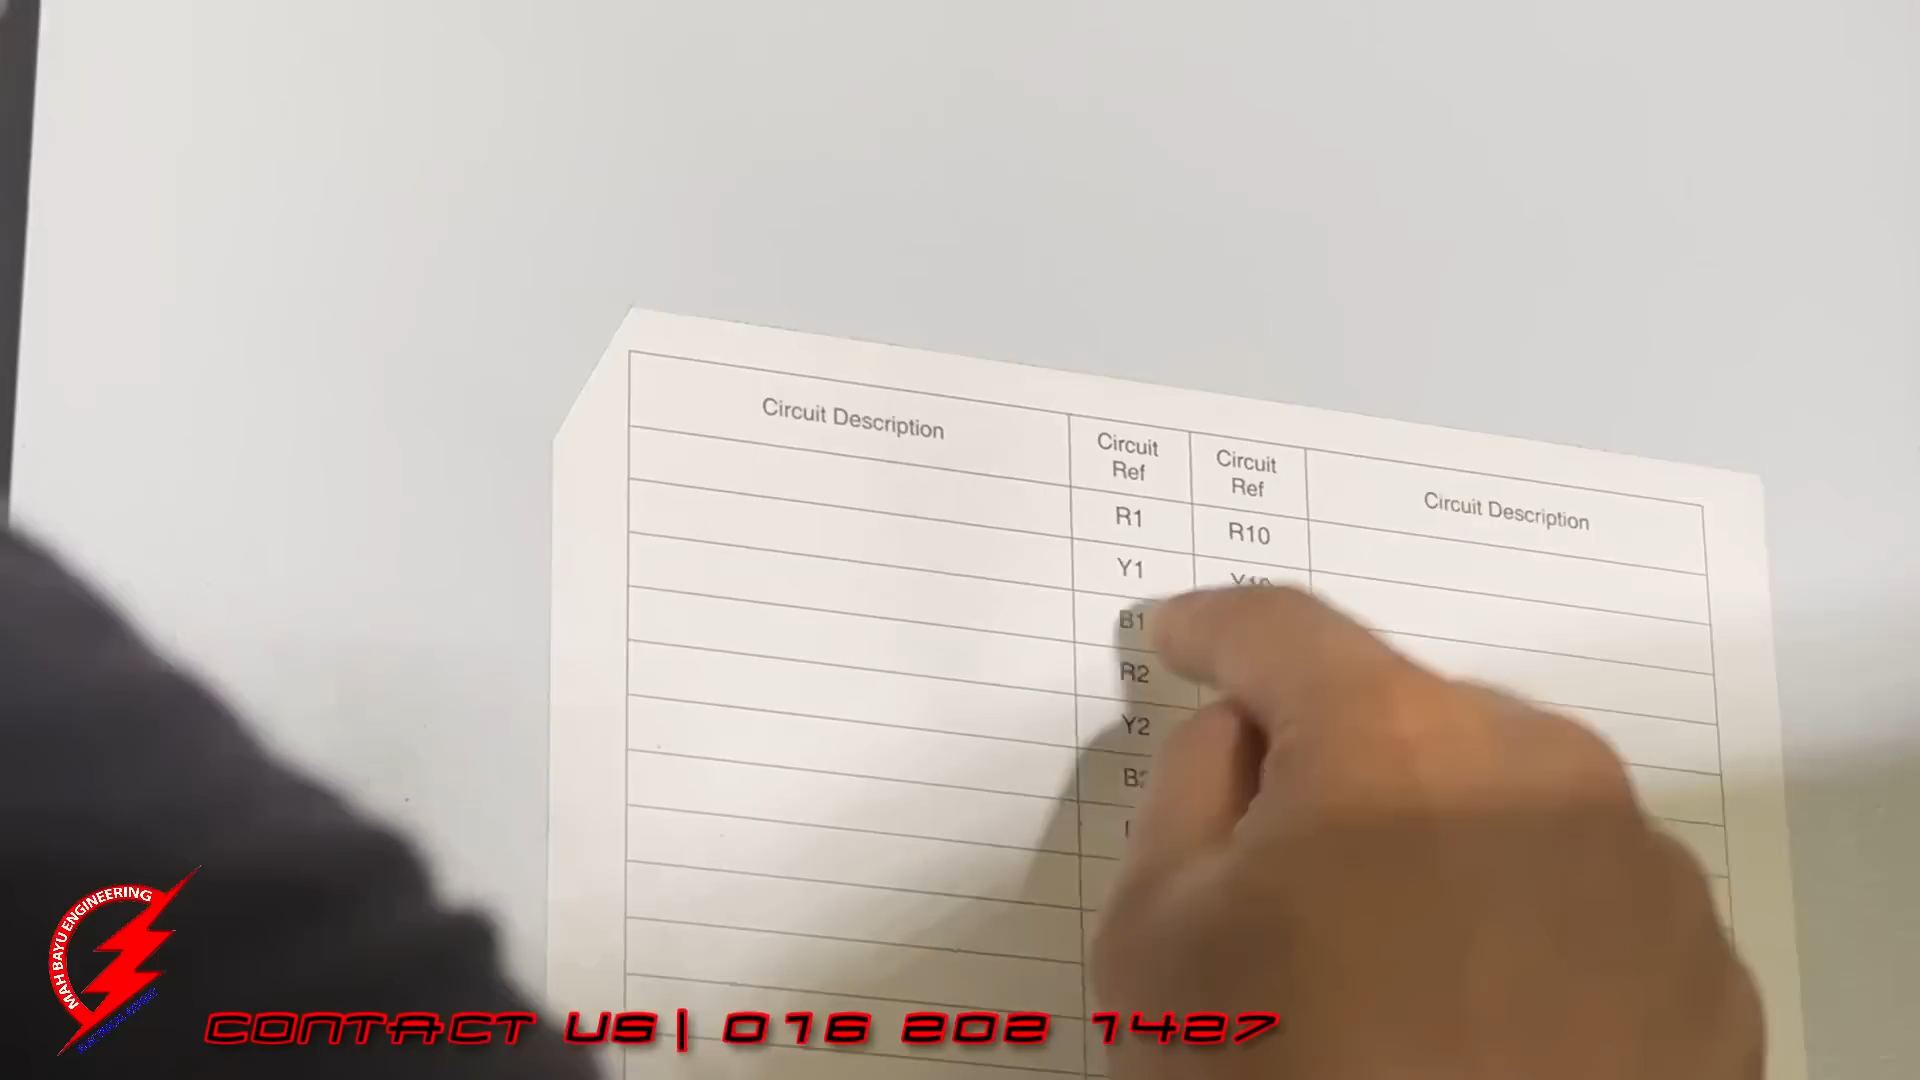 Circuit Description
Circuit
Ref
Circuit
Ref
Circuit Description
R1
R10
Y1
Y10
B1
R2
Y2
MAH BAYU ENGINEERING
CONTACT US| 016 202 1427